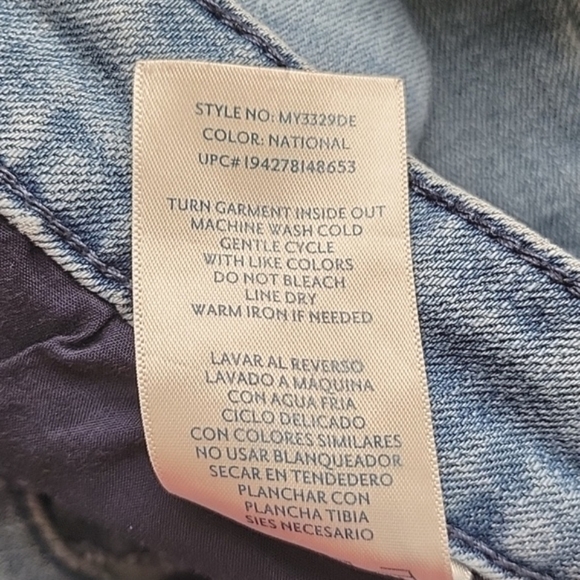 STYLE NO: MY3329DE
COLOR: NATIONAL
UPC# 194278148653
TURN GARMENT INSIDE OUT
MACHINE WASH COLD
GENTLE CYCLE
WITH LIKE COLORS
DO NOT BLEACH
LINE DRY
WARM IRON IF NEEDED
LAVAR AL REVERSO
LAVADO A MAQUINA
CON AGUA FRIA
CICLO DELICADO
CON COLORES SIMILARES
NO USAR BLANQUEADOR
SECAR EN TENDEDERO
PLANCHAR CON
PLANCHA TIBIA
SIES NECESARIO